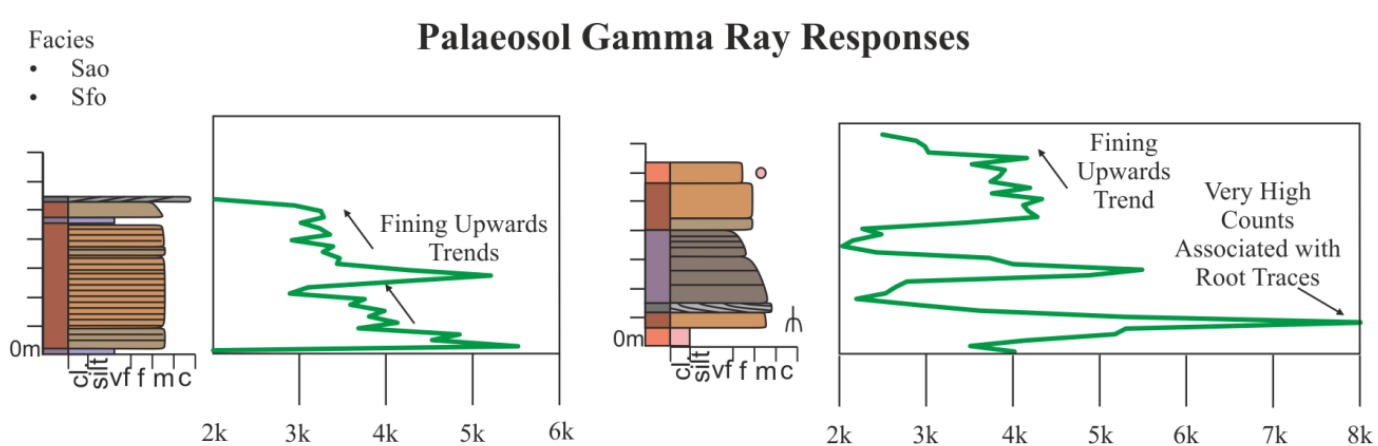 Palaeosol Gamma Ray Responses
Facies
• Sao
• Sfo
Fining Upwards
Trends
0m
cl
silt
vf f m c
2k 3k 4k 5k 6k
Fining
Upwards
Trend
Very High
Counts
Associated with
Root Traces
0m
cl
silt
vf f m c
2k 3k 4k 5k 6k 7k 8k